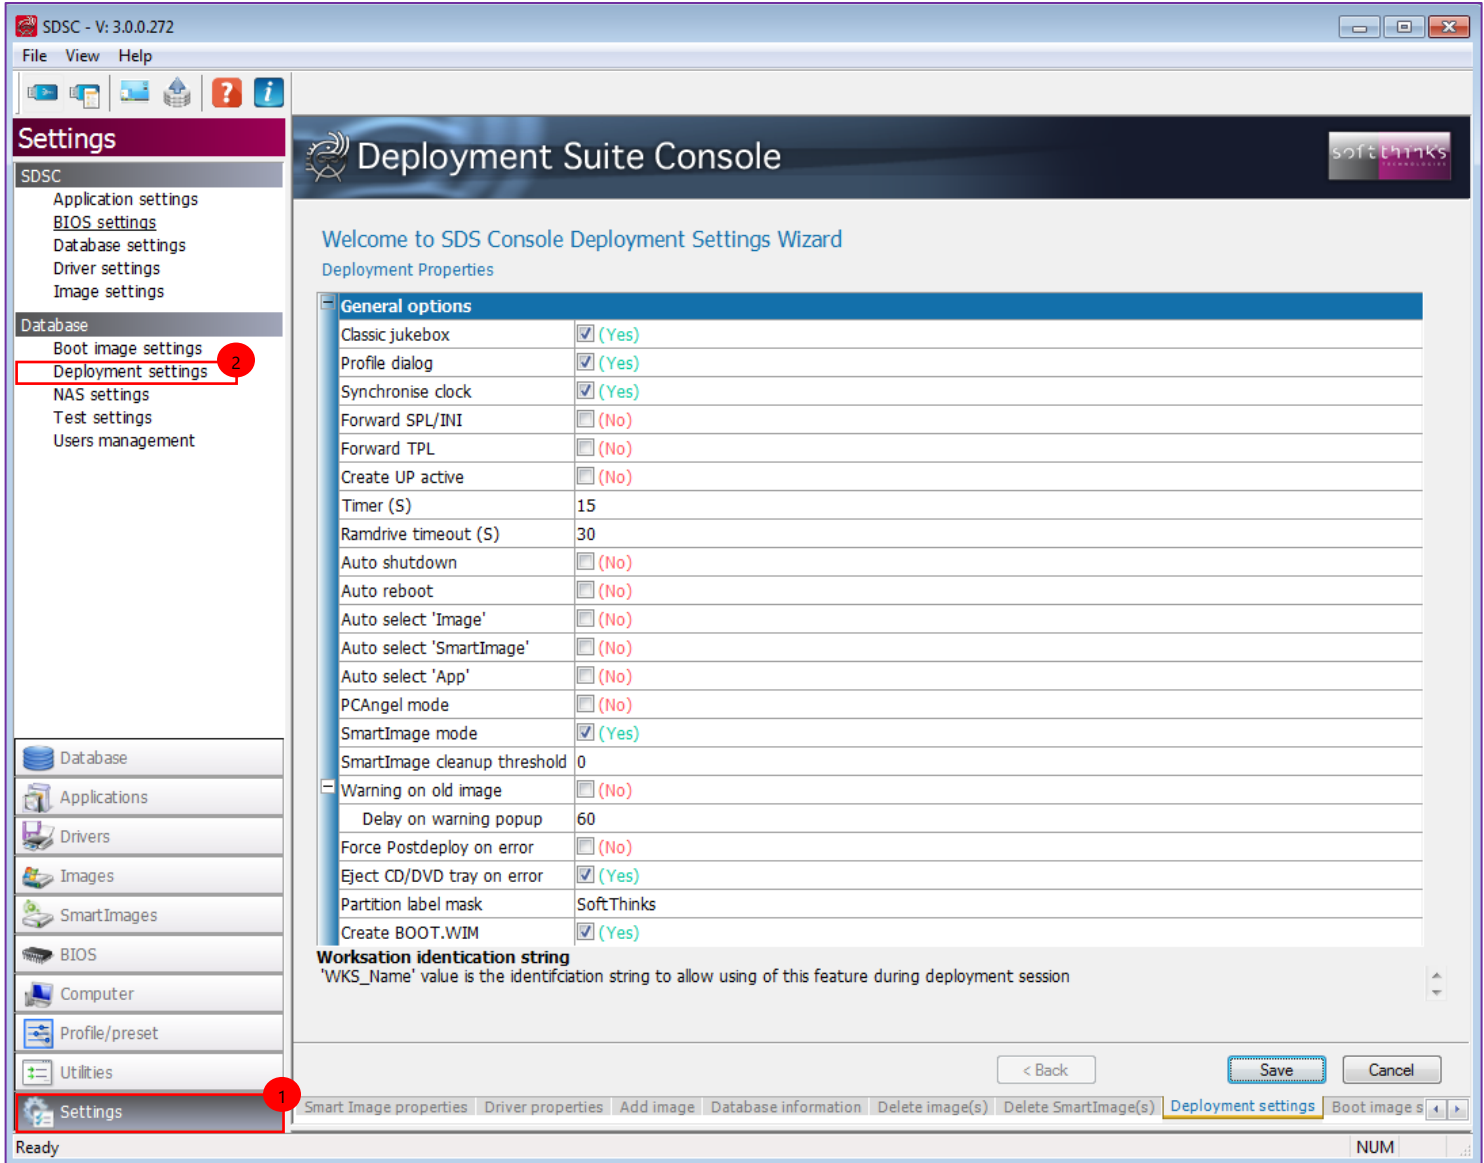 SDSC - V: 3.0.0.272
File View Help
Settings
SDSC
Application settings
BIOS settings
Database settings
Driver settings
Image settings
Database
Boot image settings
Deployment settings
2
NAS settings
Test settings
Users management
Database
Applications
Drivers
Images
SmartImages
BIOS
Computer
Profile/preset
Utilities
Settings
1
Deployment Suite Console
softthinks
TECHNOLOGIES
Welcome to SDS Console Deployment Settings Wizard
Deployment Properties
General options
Classic jukebox (Yes)
Profile dialog (Yes)
Synchronise clock (Yes)
Forward SPL/INI (No)
Forward TPL (No)
Create UP active (No)
Timer (S) 15
Ramdrive timeout (S) 30
Auto shutdown (No)
Auto reboot (No)
Auto select 'Image' (No)
Auto select 'SmartImage' (No)
Auto select 'App' (No)
PCAngel mode (No)
SmartImage mode (Yes)
SmartImage cleanup threshold 0
Warning on old image (No)
Delay on warning popup 60
Force Postdeploy on error (No)
Eject CD/DVD tray on error (Yes)
Partition label mask SoftThinks
Create BOOT.WIM (Yes)
Worksation identication string
'WKS_Name' value is the identifciation string to allow using of this feature during deployment session
< Back Save Cancel
Smart Image properties Driver properties Add image Database information Delete image(s) Delete SmartImage(s) Deployment settings Boot image s
Ready NUM